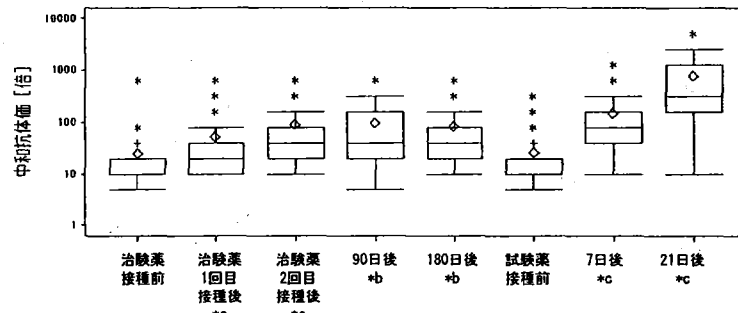 中和抗体価 [倍]
10000
1000
100
10
1
治験薬
接種前
治験薬
1回目
接種後
治験薬
2回目
接種後
90日後
*b
180日後
*b
試験薬
接種前
7日後
*c
21日後
*c